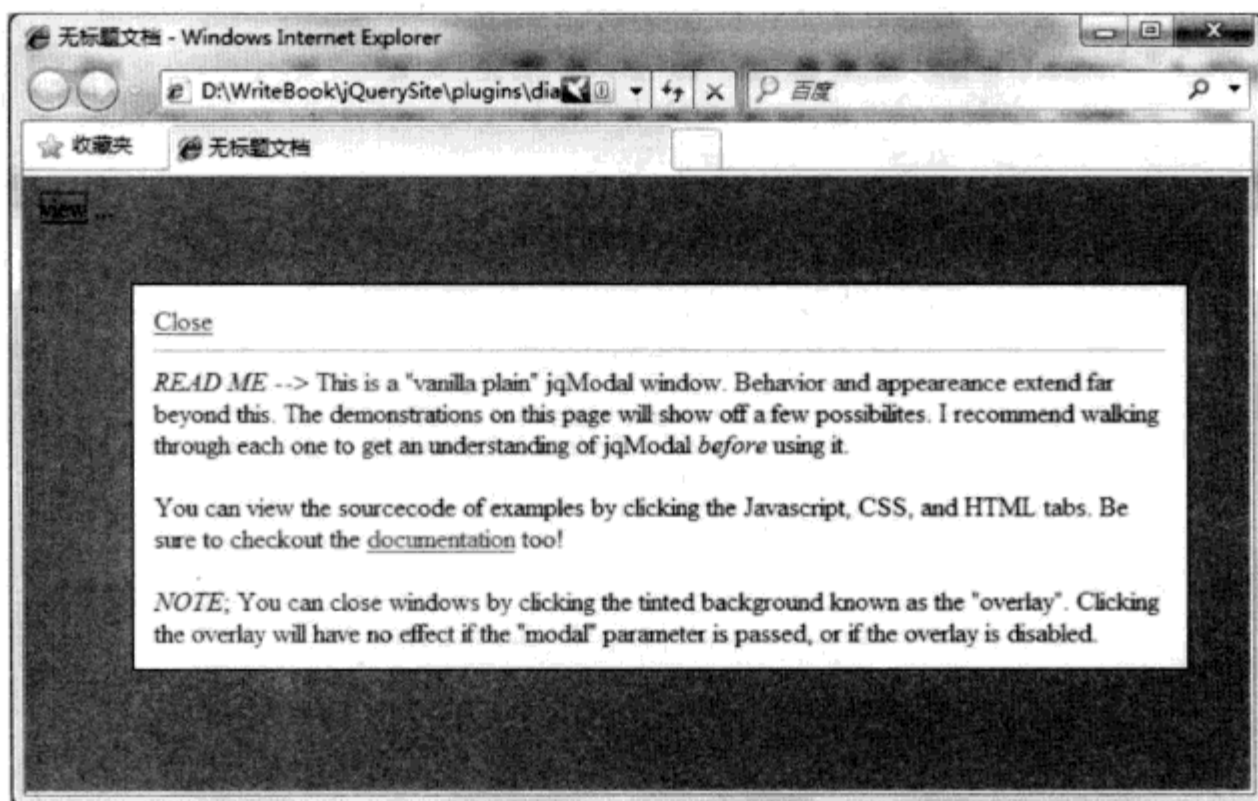 无标题文档 - Windows Internet Explorer
D:\WriteBook\jQuerySite\plugins\dia
百度
收藏夹
无标题文档
view ...
Close
READ ME --> This is a "vanilla plain" jqModal window. Behavior and appeareance extend far
beyond this. The demonstrations on this page will show off a few possibilites. I recommend walking
through each one to get an understanding of jqModal before using it.
You can view the sourcecode of examples by clicking the Javascript, CSS, and HTML tabs. Be
sure to checkout the documentation too!
NOTE; You can close windows by clicking the tinted background known as the "overlay". Clicking
the overlay will have no effect if the "modal" parameter is passed, or if the overlay is disabled.